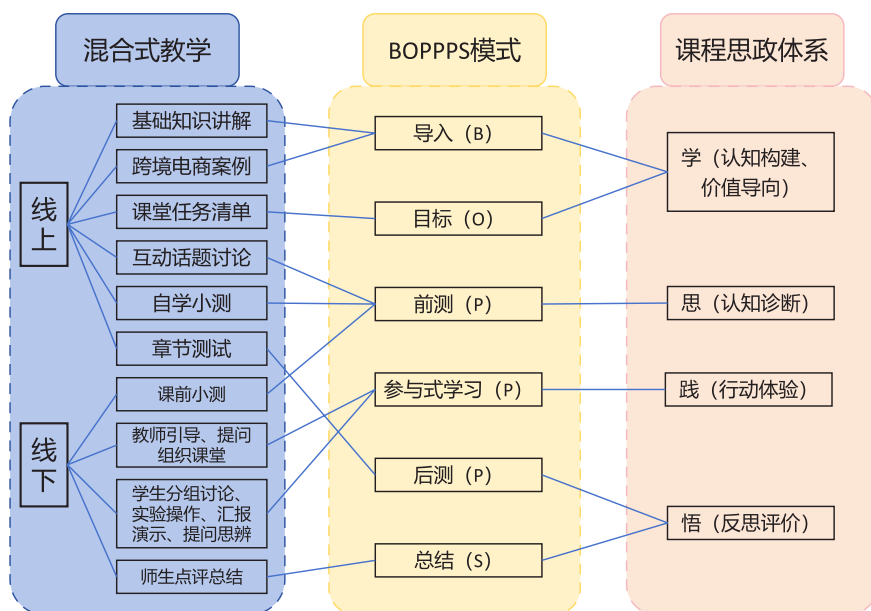 混合式教学
BOPPPS模式
课程思政体系
线
上
基础知识讲解
跨境电商案例
课堂任务清单
互动话题讨论
自学小测
章节测试
线
下
课前小测
教师引导、提问
组织课堂
学生分组讨论、
实验操作、汇报
演示、提问思辨
师生点评总结
导入（B）
目标（O）
前测（P）
参与式学习（P）
后测（P）
总结（S）
学（认知构建、
价值导向）
思（认知诊断）
践（行动体验）
悟（反思评价）